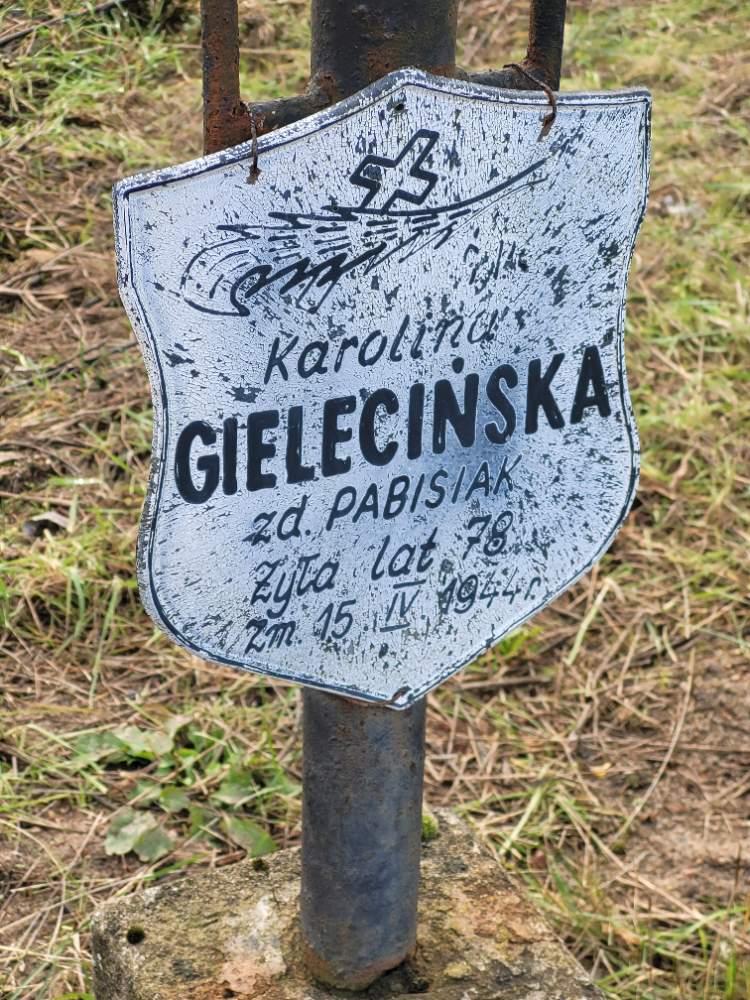 Karolina
GIELECIŃSKA
zd. PABISIAK
Żyła lat 78
Zm. 15 IV 1944r.